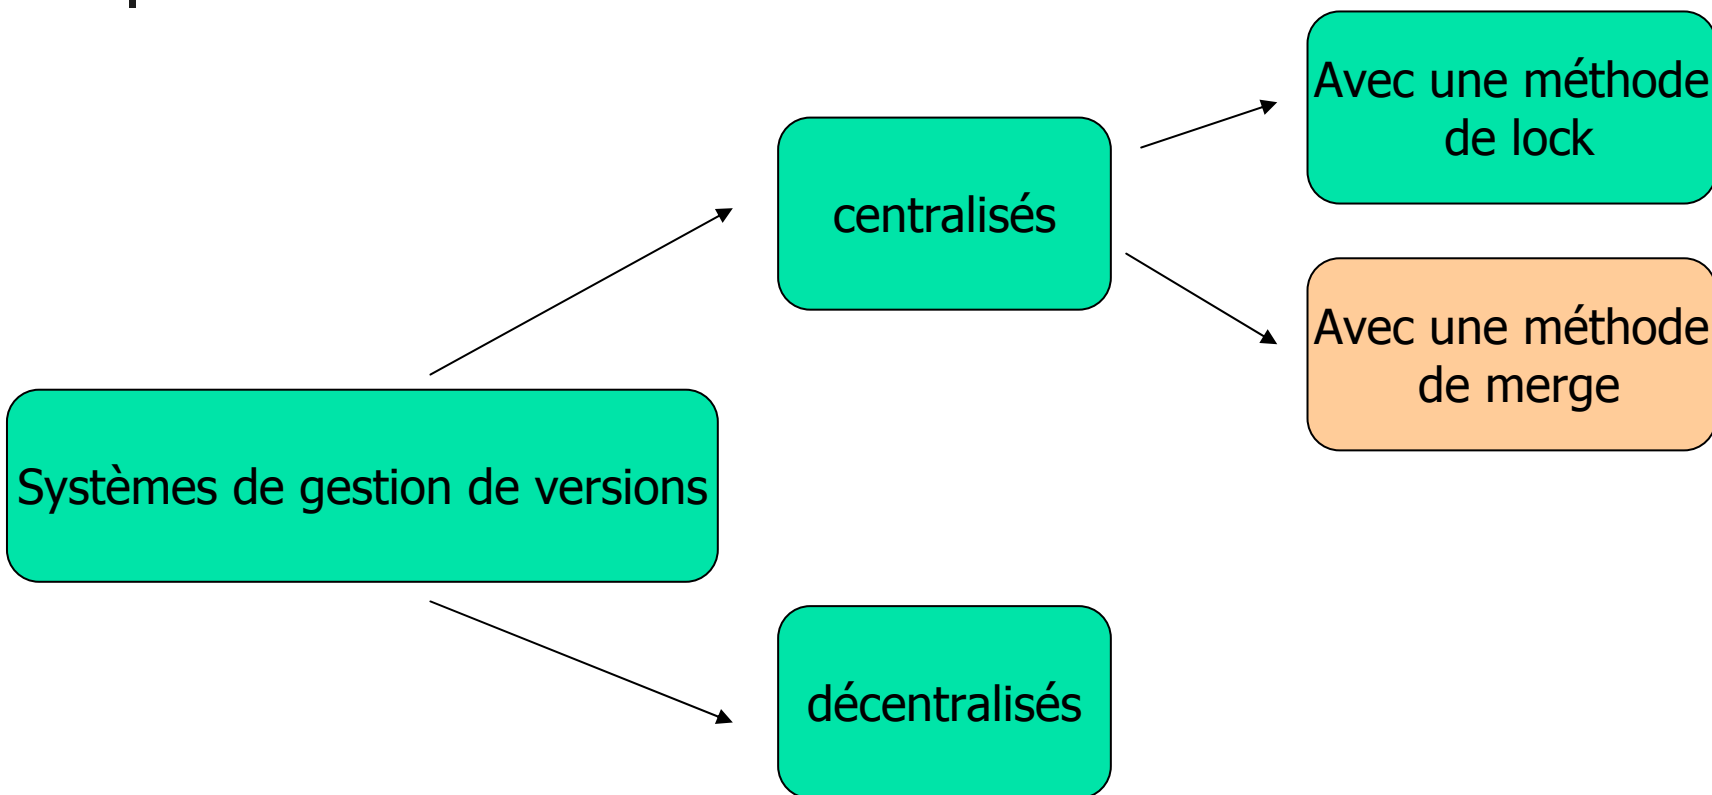 Avec une méthode
de lock
centralisés
Avec une méthode
de merge
Systèmes de gestion de versions
décentralisés